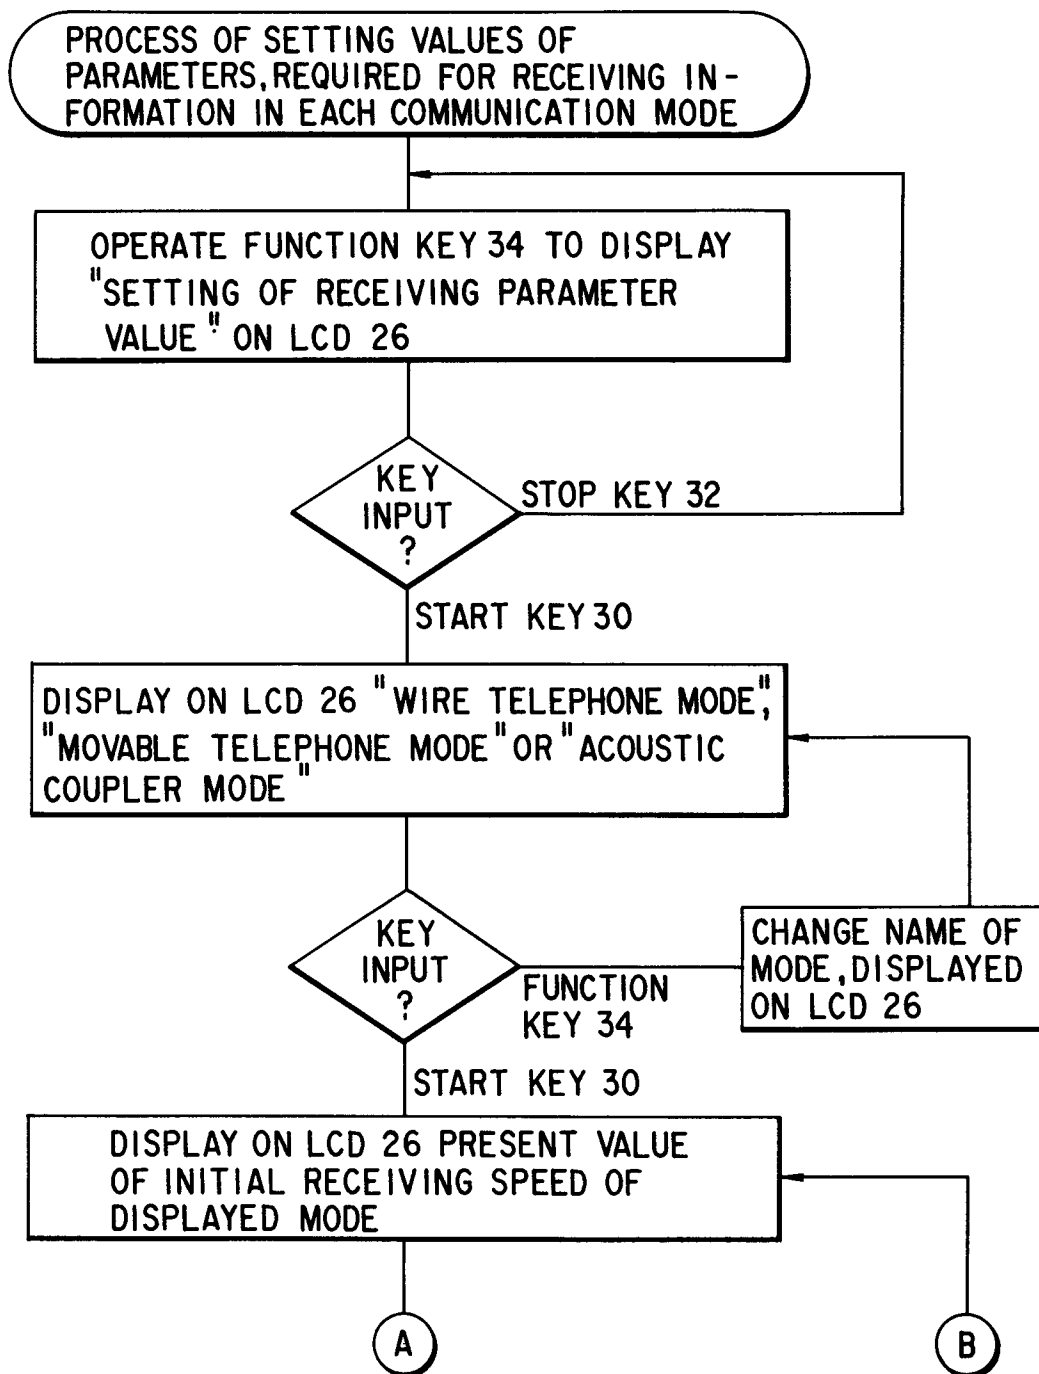 PROCESS OF SETTING VALUES OF
PARAMETERS, REQUIRED FOR RECEIVING IN-
FORMATION IN EACH COMMUNICATION MODE
OPERATE FUNCTION KEY 34 TO DISPLAY
"SETTING OF RECEIVING PARAMETER
VALUE" ON LCD 26
KEY
INPUT
?
STOP KEY 32
START KEY 30
DISPLAY ON LCD 26 "WIRE TELEPHONE MODE",
"MOVABLE TELEPHONE MODE" OR "ACOUSTIC
COUPLER MODE"
KEY
INPUT
?
FUNCTION
KEY 34
CHANGE NAME OF
MODE, DISPLAYED
ON LCD 26
START KEY 30
DISPLAY ON LCD 26 PRESENT VALUE
OF INITIAL RECEIVING SPEED OF
DISPLAYED MODE
A
B